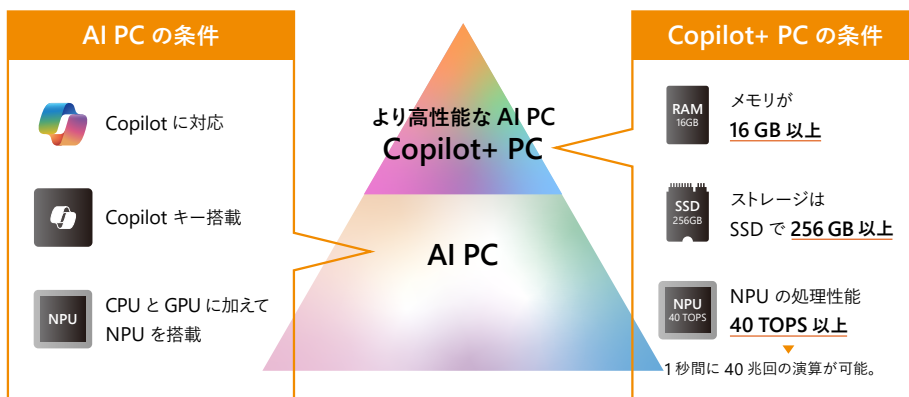 AI PC の条件
Copilot に対応
Copilot キー搭載
NPU
CPU と GPU に加えて
NPU を搭載
より高性能な AI PC
Copilot+ PC
AI PC
Copilot+ PC の条件
RAM
16GB
メモリが
16 GB 以上
SSD
256GB
ストレージは
SSD で 256 GB 以上
NPU
40 TOPS
NPU の処理性能
40 TOPS 以上
1秒間に 40 兆回の演算が可能。